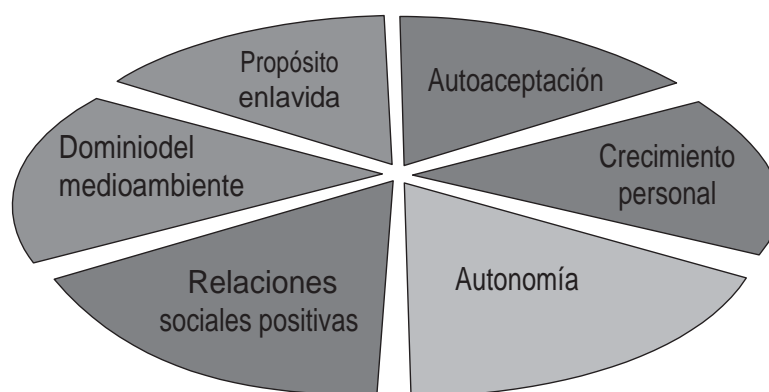 Propósito
enlavida
Autoaceptación
Dominiodel
medioambiente
Crecimiento
personal
Relaciones
sociales positivas
Autonomía